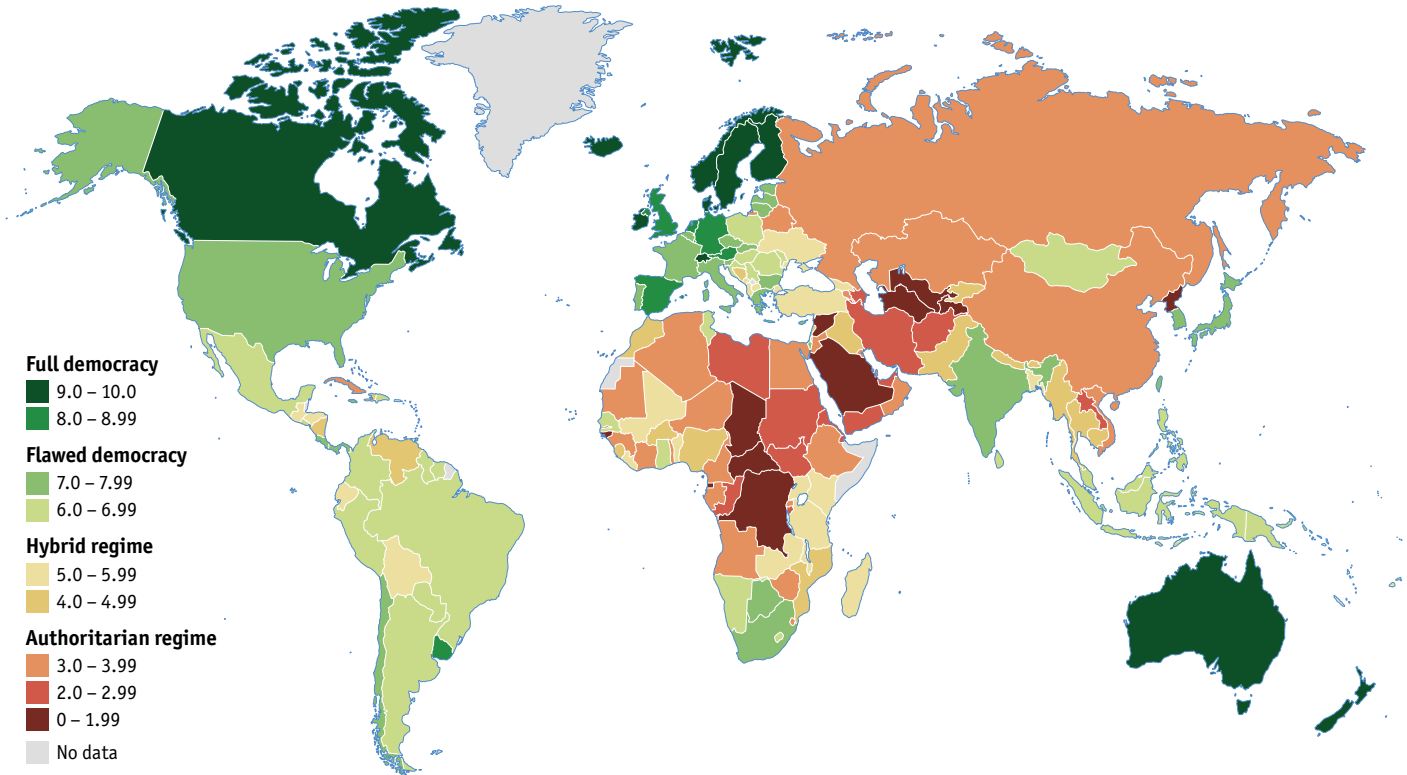 Full democracy
9.0 – 10.0
8.0 – 8.99
Flawed democracy
7.0 – 7.99
6.0 – 6.99
Hybrid regime
5.0 – 5.99
4.0 – 4.99
Authoritarian regime
3.0 – 3.99
2.0 – 2.99
0 – 1.99
No data